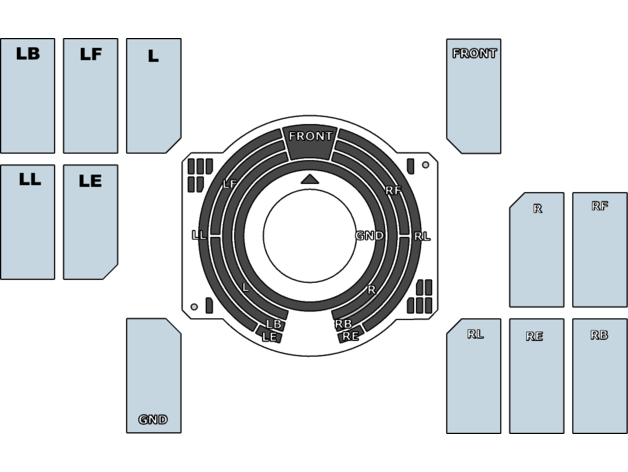 LB LF L
FRONT
LL LE
FRONT
LF
RF
LL
GND
RL
L
R
LB
RB
LE
RE
R RF
GND
RL RE RB